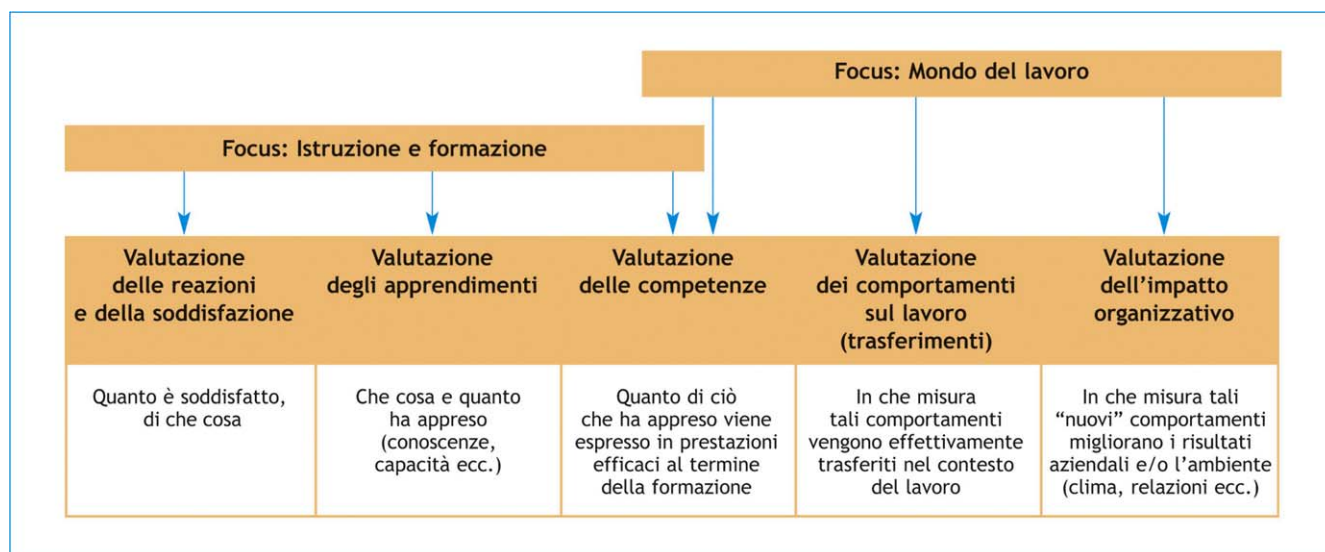 Focus: Mondo del lavoro
Focus: Istruzione e formazione
Valutazione
delle reazioni
e della soddisfazione
Valutazione
degli apprendimenti
Valutazione
delle competenze
Valutazione
dei comportamenti
sul lavoro
(trasferimenti)
Valutazione
dell’impatto
organizzativo
Quanto è soddisfatto,
di che cosa
Che cosa e quanto
ha appreso
(conoscenze,
capacità ecc.)
Quanto di ciò
che ha appreso viene
espresso in prestazioni
efficaci al termine
della formazione
In che misura
tali comportamenti
vengono effettivamente
trasferiti nel contesto
del lavoro
In che misura tali
“nuovi” comportamenti
migliorano i risultati
aziendali e/o l’ambiente
(clima, relazioni ecc.)